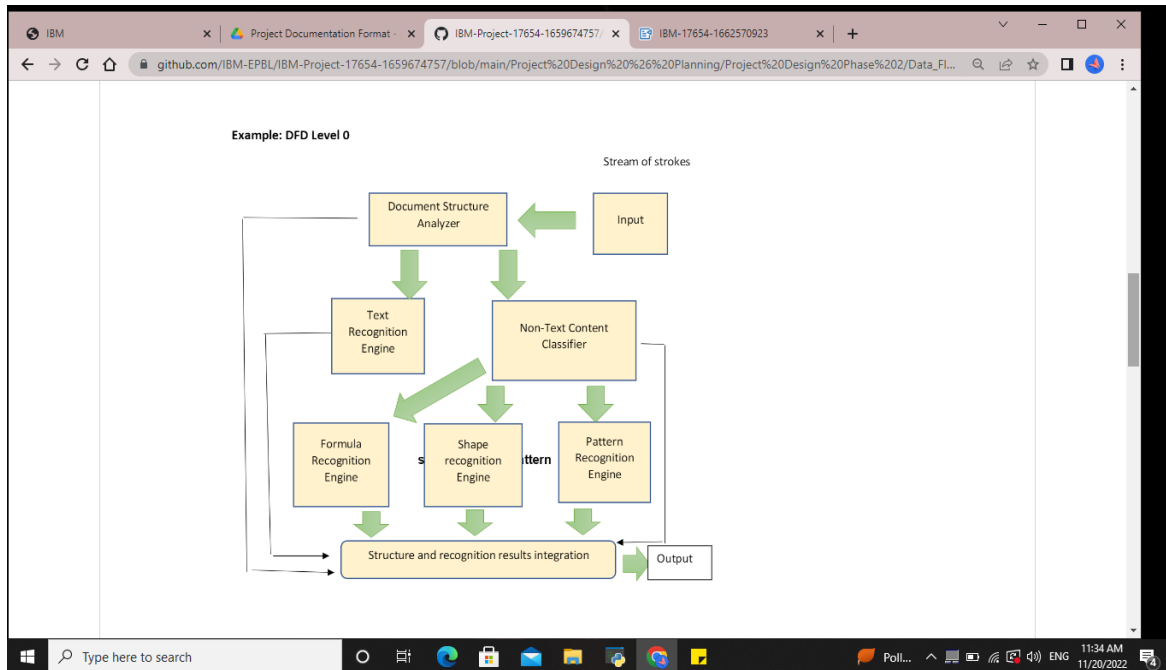 IBM
Project Documentation Format -
IBM-Project-17654-1659674757/
IBM-17654-1662570923
github.com/IBM-EPBL/IBM-Project-17654-1659674757/blob/main/Project%20Design%20%26%20Planning/Project%20Design%20Phase%202/Data_Fl...
Example: DFD Level 0
Stream of strokes
Document Structure
Analyzer
Input
Text
Recognition
Engine
Non-Text Content
Classifier
Formula
Recognition
Engine
s
Shape
recognition
Engine
ttern
Pattern
Recognition
Engine
Structure and recognition results integration
Output
Type here to search
Poll...
ENG
11:34 AM
11/20/2022
4